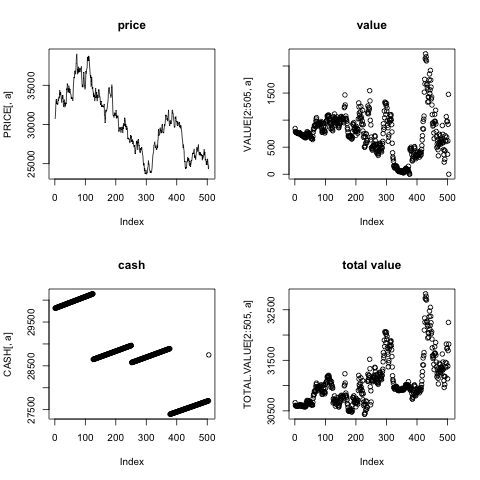 price
PRICE[, a]
25000 30000 35000
0 100 200 300 400 500
Index
value
VALUE[2:505, a]
0 500 1500
0 100 200 300 400 500
Index
cash
CASH[, a]
27500 28500 29500
0 100 200 300 400 500
Index
total value
TOTAL.VALUE[2:505, a]
30500 31500 32500
0 100 200 300 400 500
Index